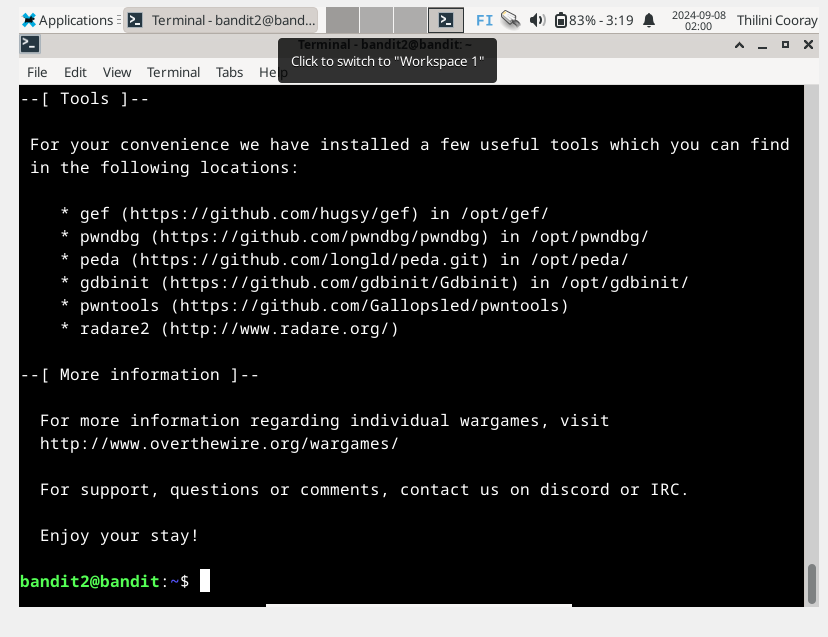 Applications
Terminal - bandit2@band...
FI
83% - 3:19
2024-09-08
02:00
Thilini Cooray
Terminal - bandit2@bandit: ~
Click to switch to "Workspace 1"
File Edit View Terminal Tabs Help
--[ Tools ]--
For your convenience we have installed a few useful tools which you can find
in the following locations:
* gef (https://github.com/hugsy/gef) in /opt/gef/
* pwndbg (https://github.com/pwndbg/pwndbg) in /opt/pwndbg/
* peda (https://github.com/longld/peda.git) in /opt/peda/
* gdbinit (https://github.com/gdbinit/Gdbinit) in /opt/gdbinit/
* pwntools (https://github.com/Gallopsled/pwntools)
* radare2 (http://www.radare.org/)
--[ More information ]--
For more information regarding individual wargames, visit
http://www.overthewire.org/wargames/
For support, questions or comments, contact us on discord or IRC.
Enjoy your stay!
bandit2@bandit:~$